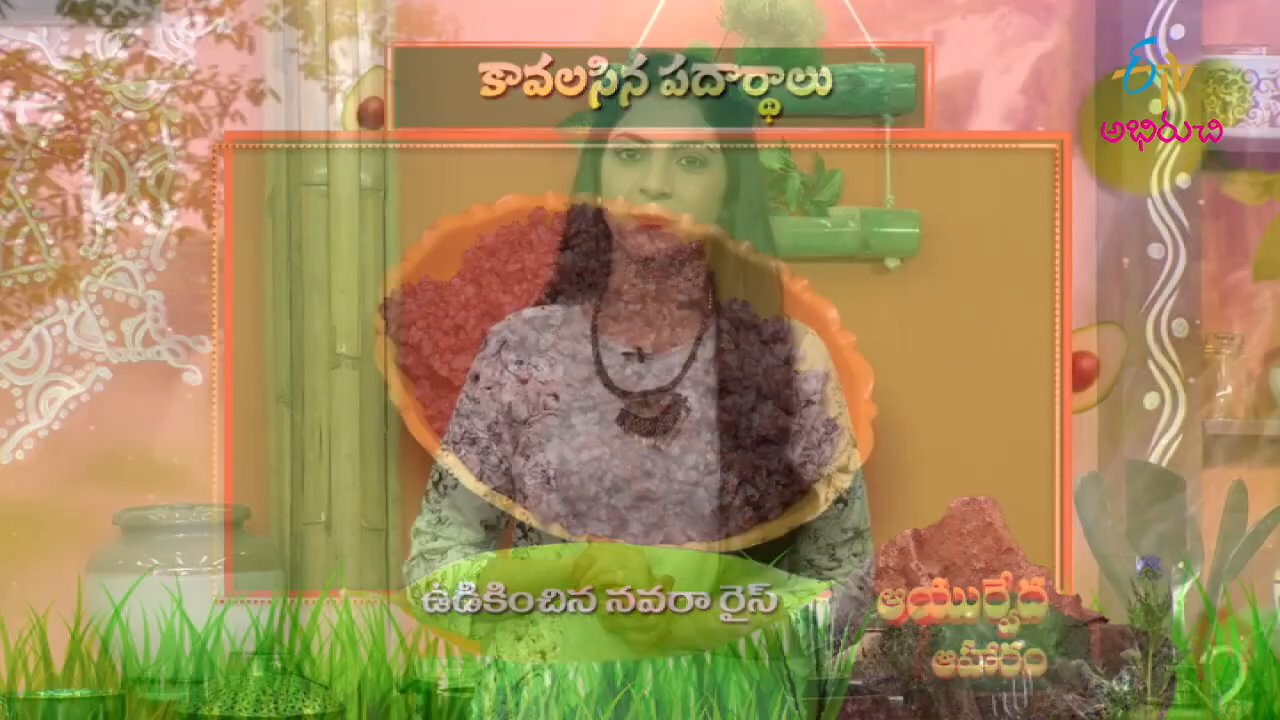 కావలసిన పదార్థాలు
ETV
అభిరుచి
ఉడికించిన నవరా రైస్
ఆయుర్వేద
ఆహారం